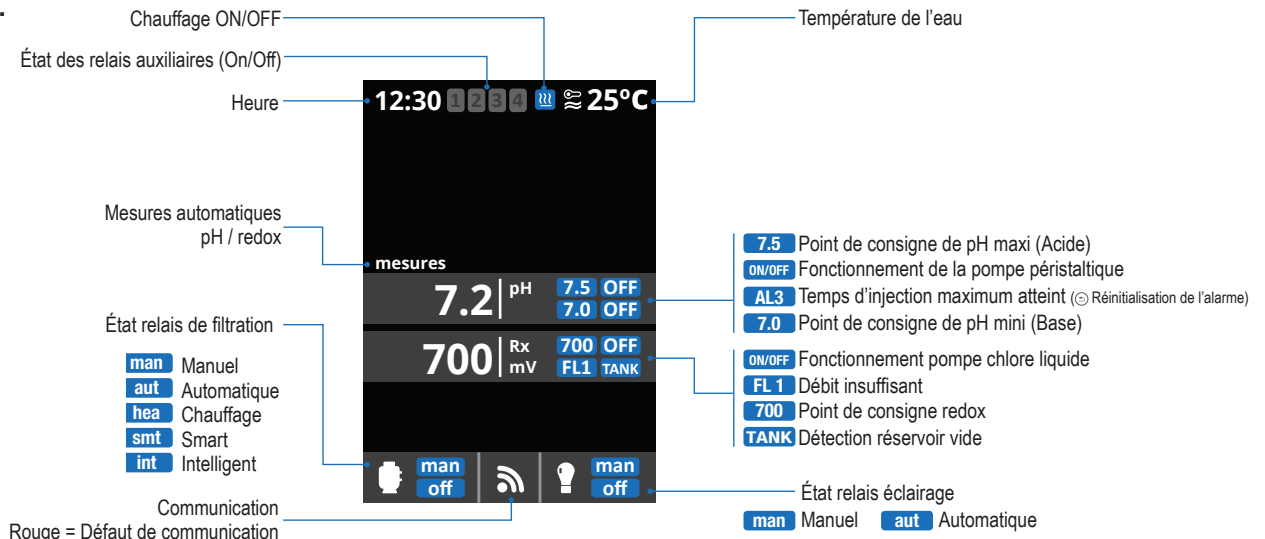 Chauffage ON/OFF
Température de l'eau
État des relais auxiliaires (On/Off)
Heure
12:30 1 2 3 4 25°C
Mesures automatiques
pH / redox
mesures
7.2 pH 7.5 OFF
7.0 OFF
700 Rx mV 700 OFF
FL1 TANK
7.5 Point de consigne de pH maxi (Acide)
ON/OFF Fonctionnement de la pompe péristaltique
AL3 Temps d'injection maximum atteint (⊙ Réinitialisation de l'alarme)
7.0 Point de consigne de pH mini (Base)
ON/OFF Fonctionnement pompe chlore liquide
FL 1 Débit insuffisant
700 Point de consigne redox
TANK Détection réservoir vide
État relais de filtration
man Manuel
aut Automatique
hea Chauffage
smt Smart
int Intelligent
man
off
man
off
Communication
Rouge = Défaut de communication
État relais éclairage
man Manuel aut Automatique